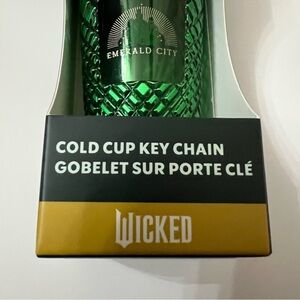 EMERALD CITY
COLD CUP KEY CHAIN
GOBELET SUR PORTE CLÉ
WICKED